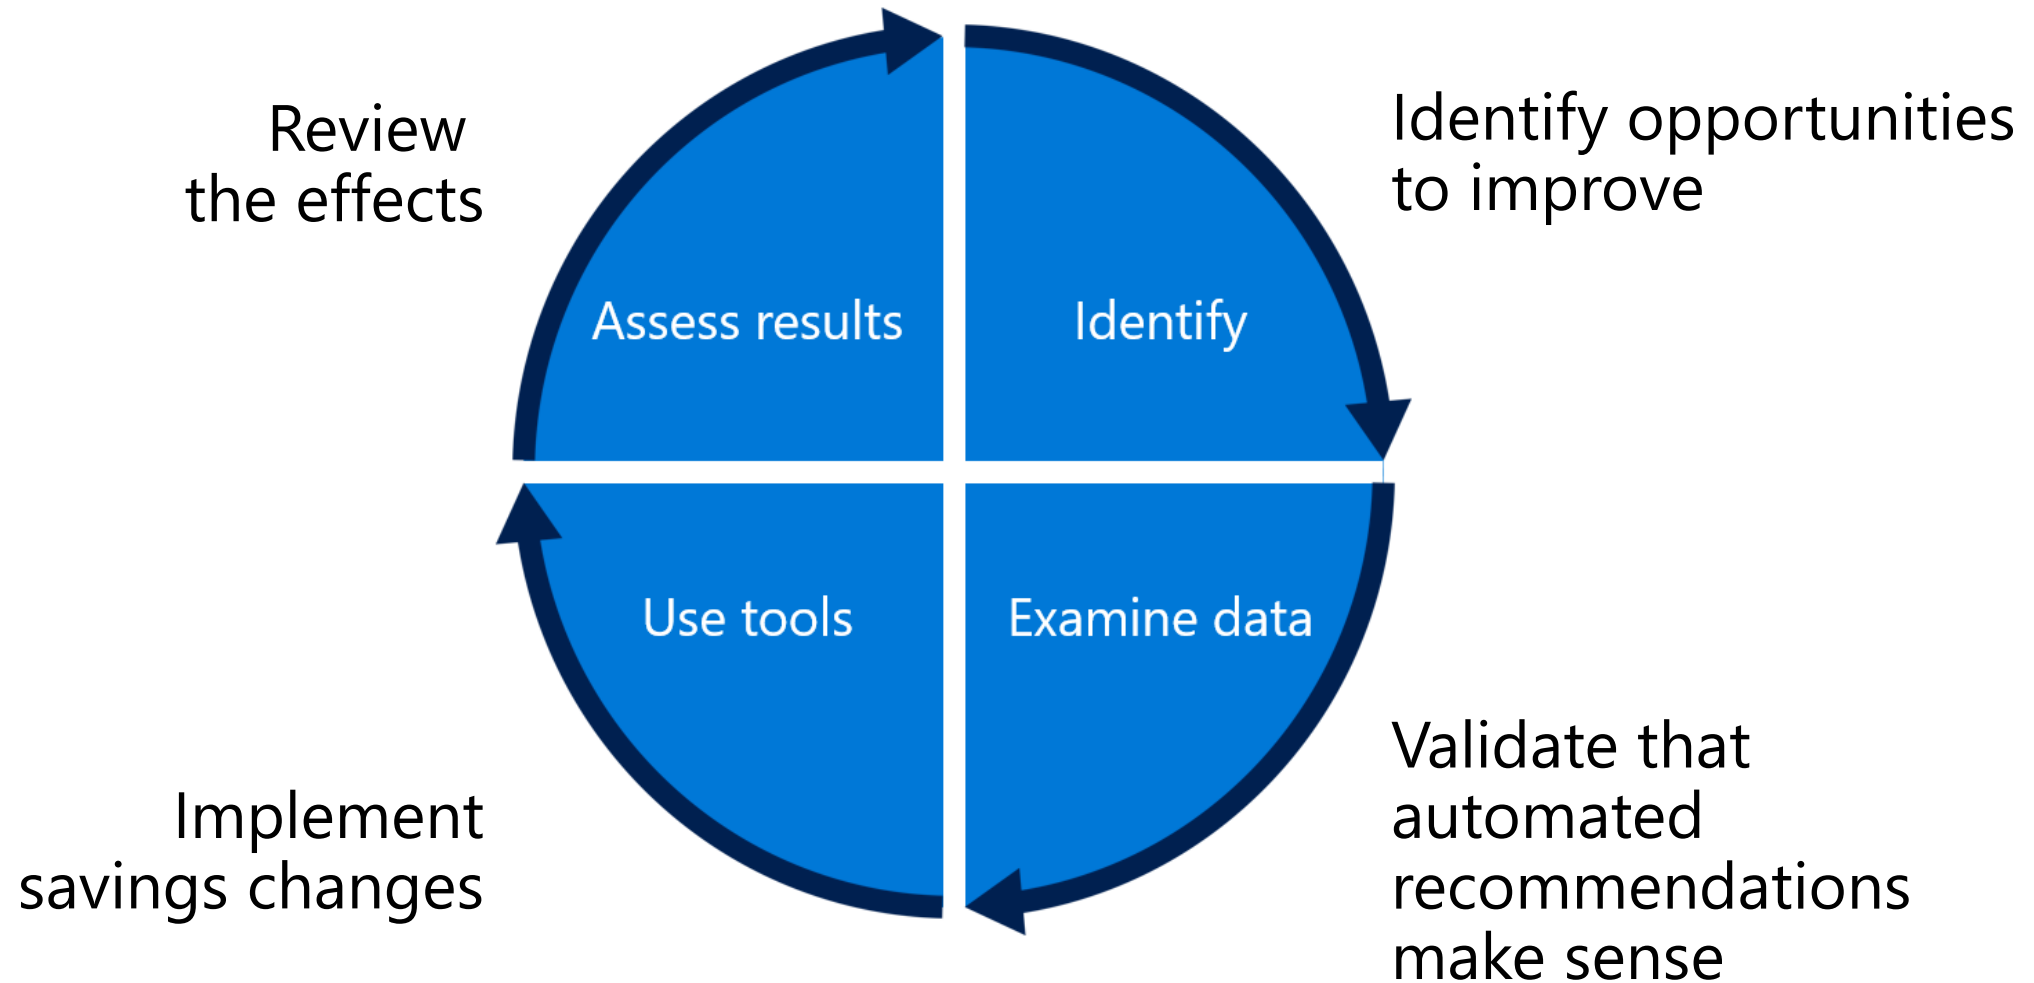 Review
the effects
Identify opportunities
to improve
Assess results
Identify
Use tools
Examine data
Implement
savings changes
Validate that
automated
recommendations
make sense